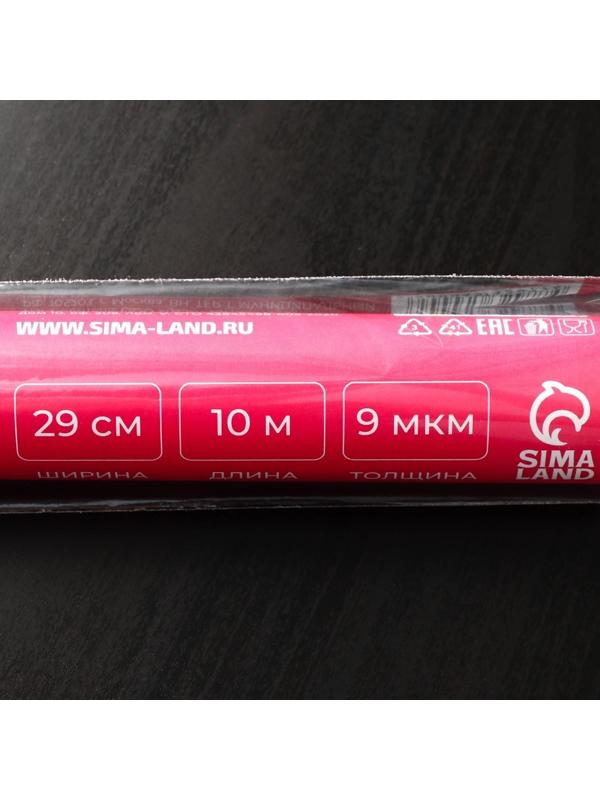 WWW.SIMA-LAND.RU
EAC
29 см
10 м
9 мкм
ШИРИНА
ДЛИНА
ТОЛЩИНА
SIMA
LAND